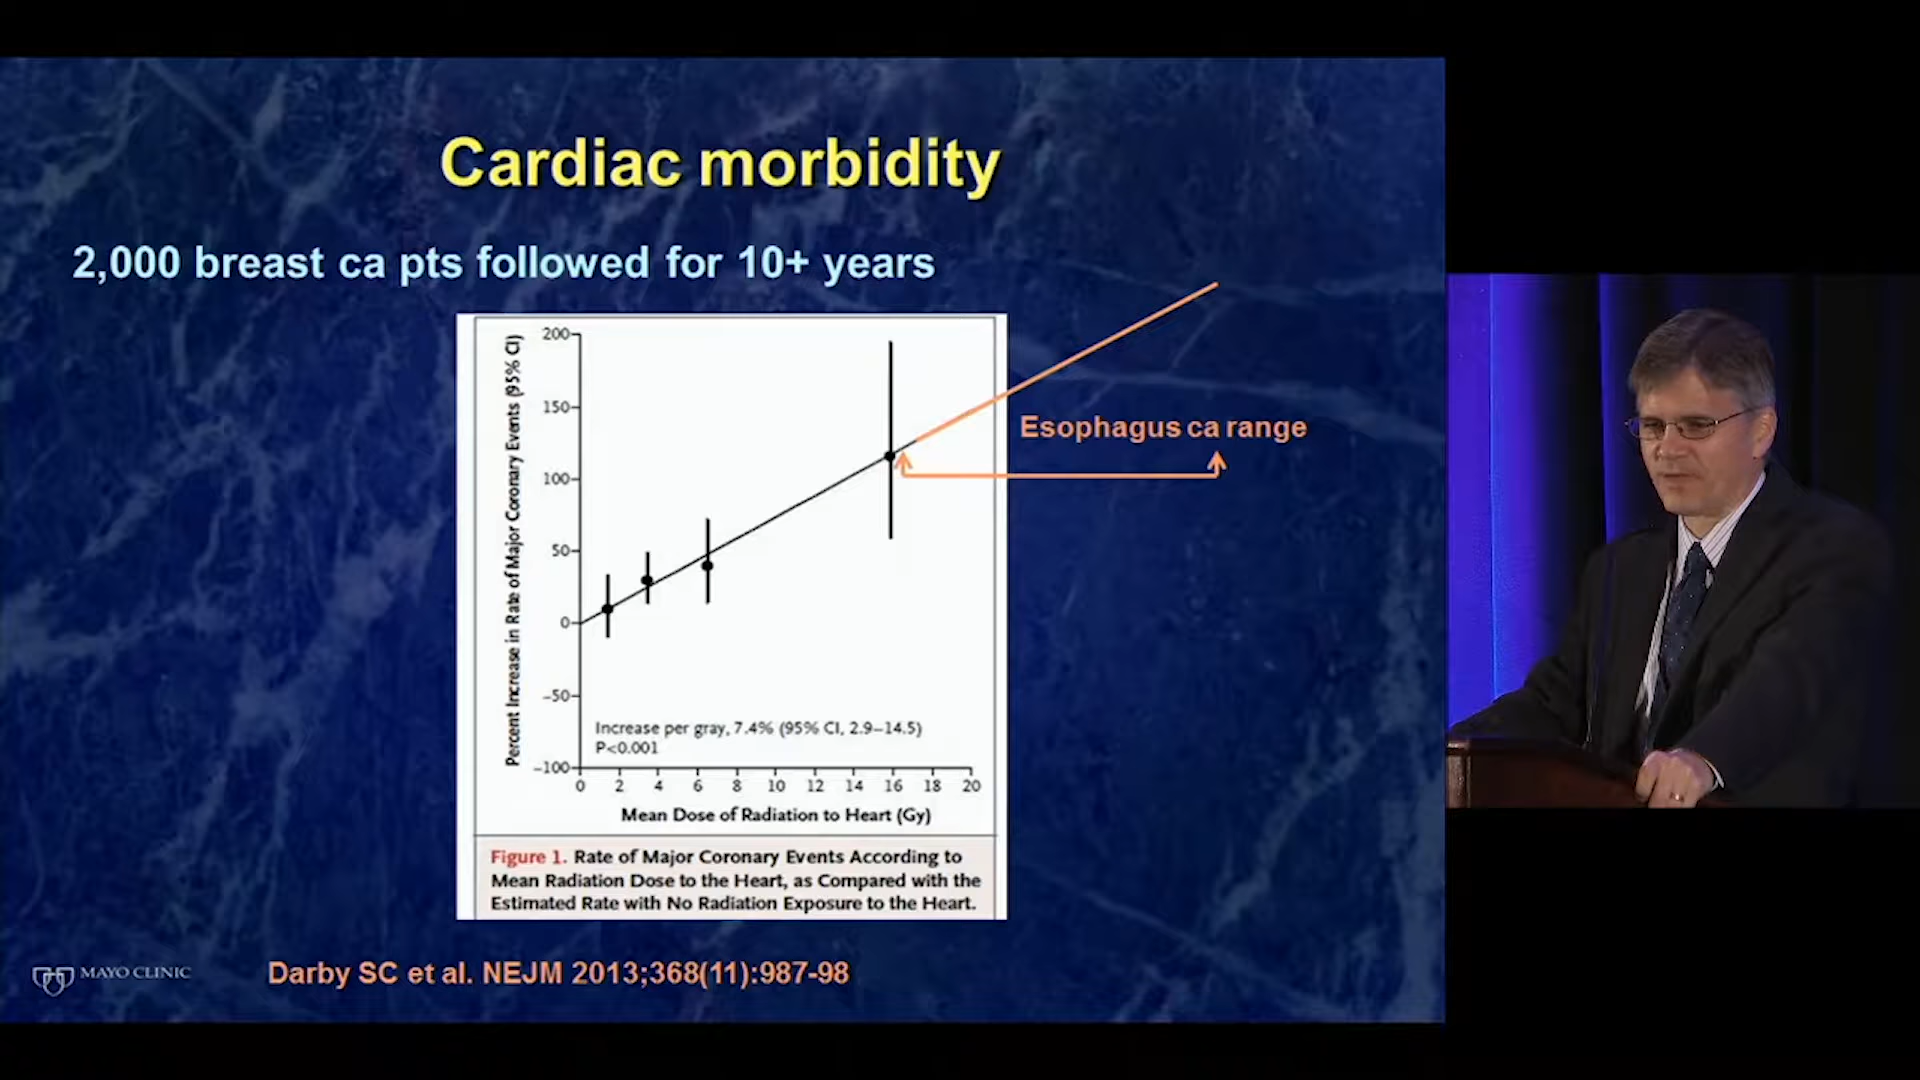 Cardiac morbidity
2,000 breast ca pts followed for 10+ years
Percent Increase in Rate of Major Coronary Events (95% CI)
200
150
100
50
0
−50
−100
Esophagus ca range
Increase per gray, 7.4% (95% CI, 2.9–14.5)
P<0.001
0 2 4 6 8 10 12 14 16 18 20
Mean Dose of Radiation to Heart (Gy)
Figure 1. Rate of Major Coronary Events According to
Mean Radiation Dose to the Heart, as Compared with the
Estimated Rate with No Radiation Exposure to the Heart.
MAYO CLINIC
Darby SC et al. NEJM 2013;368(11):987-98